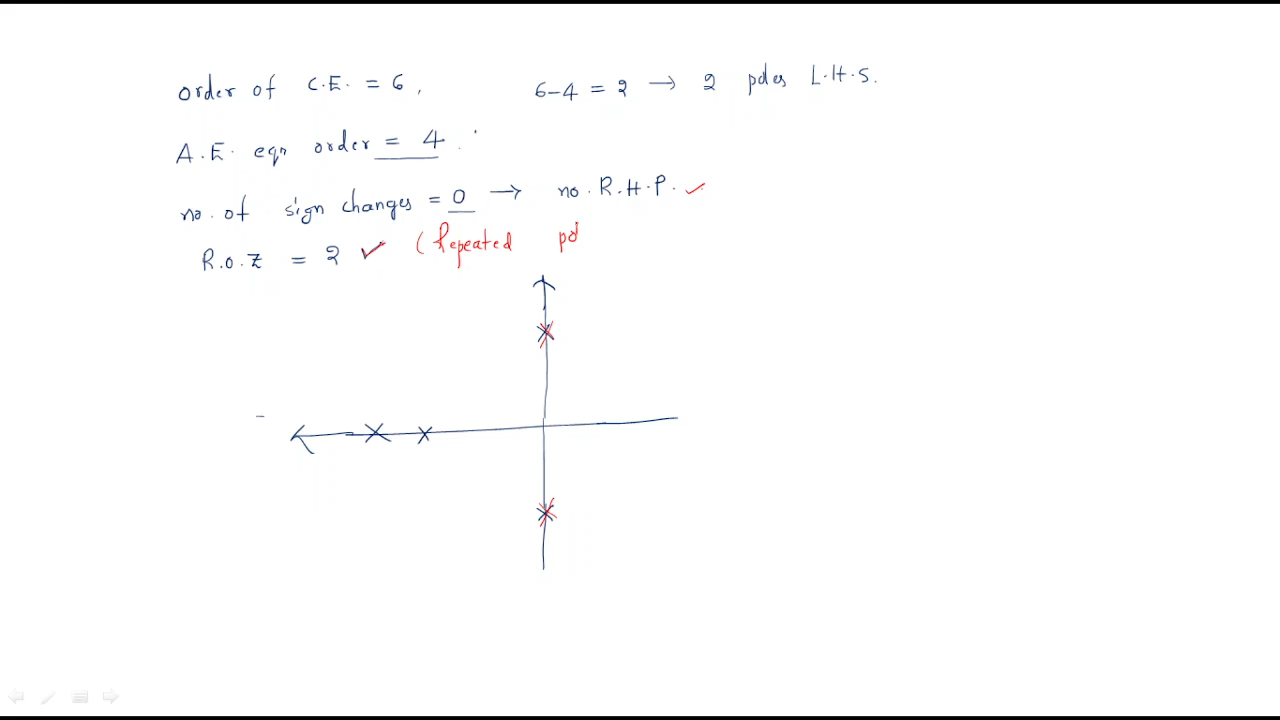 order of C.E. = 6, 6-4 = 2 → 2 poles L.H.S.
A.E. eqn order = 4.
no. of sign changes = 0 → no. R.H.P. ✓
R.O.Z = 2 ✓ (Repeated po